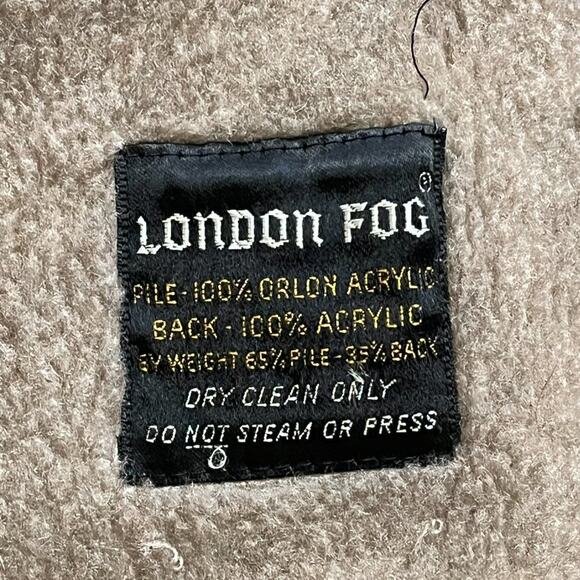 LONDON FOG®
PILE-100% ORLON ACRYLIC
BACK-100% ACRYLIC
BY WEIGHT 65% PILE-35% BACK
DRY CLEAN ONLY
DO NOT STEAM OR PRESS